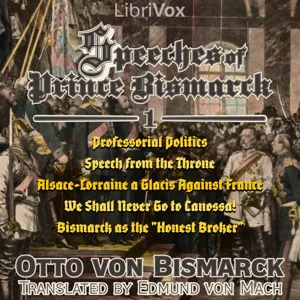 LibriVox
Speeches of
Prince Bismarck
1
Professorial Politics
Speech from the Throne
Alsace-Lorraine a Glacis Against France
We Shall Never Go to Canossa!
Bismarck as the "Honest Broker"
Otto von Bismarck
Translated by Edmund von Mach